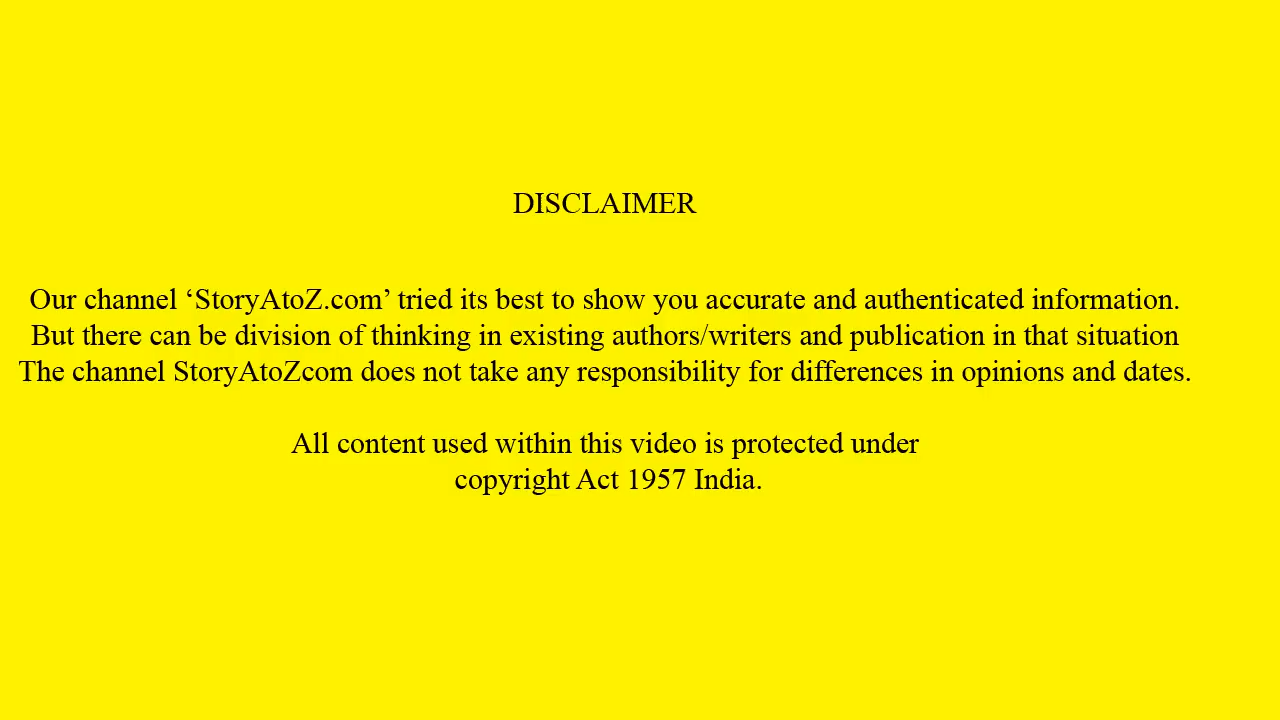 DISCLAIMER
Our channel ‘StoryAtoZ.com’ tried its best to show you accurate and authenticated information.
But there can be division of thinking in existing authors/writers and publication in that situation
The channel StoryAtoZcom does not take any responsibility for differences in opinions and dates.
All content used within this video is protected under
copyright Act 1957 India.